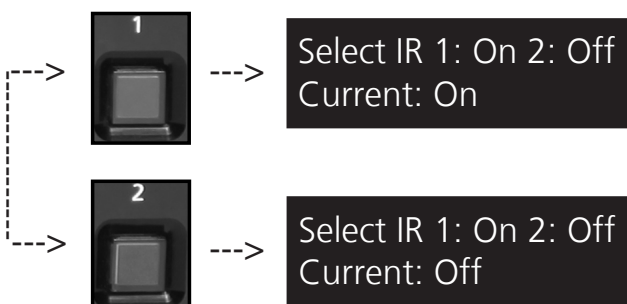 1
Select IR 1: On 2: Off
Current: On
2
Select IR 1: On 2: Off
Current: Off